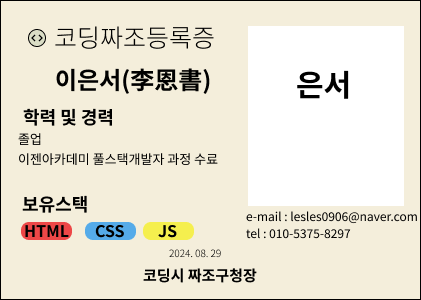 코딩짜조등록증
이은서(李恩書)
은서
학력 및 경력
졸업
이젠아카데미 풀스택개발자 과정 수료
보유스택
HTML CSS JS
e-mail : lesles0906@naver.com
tel : 010-5375-8297
2024. 08. 29
코딩시 짜조구청장